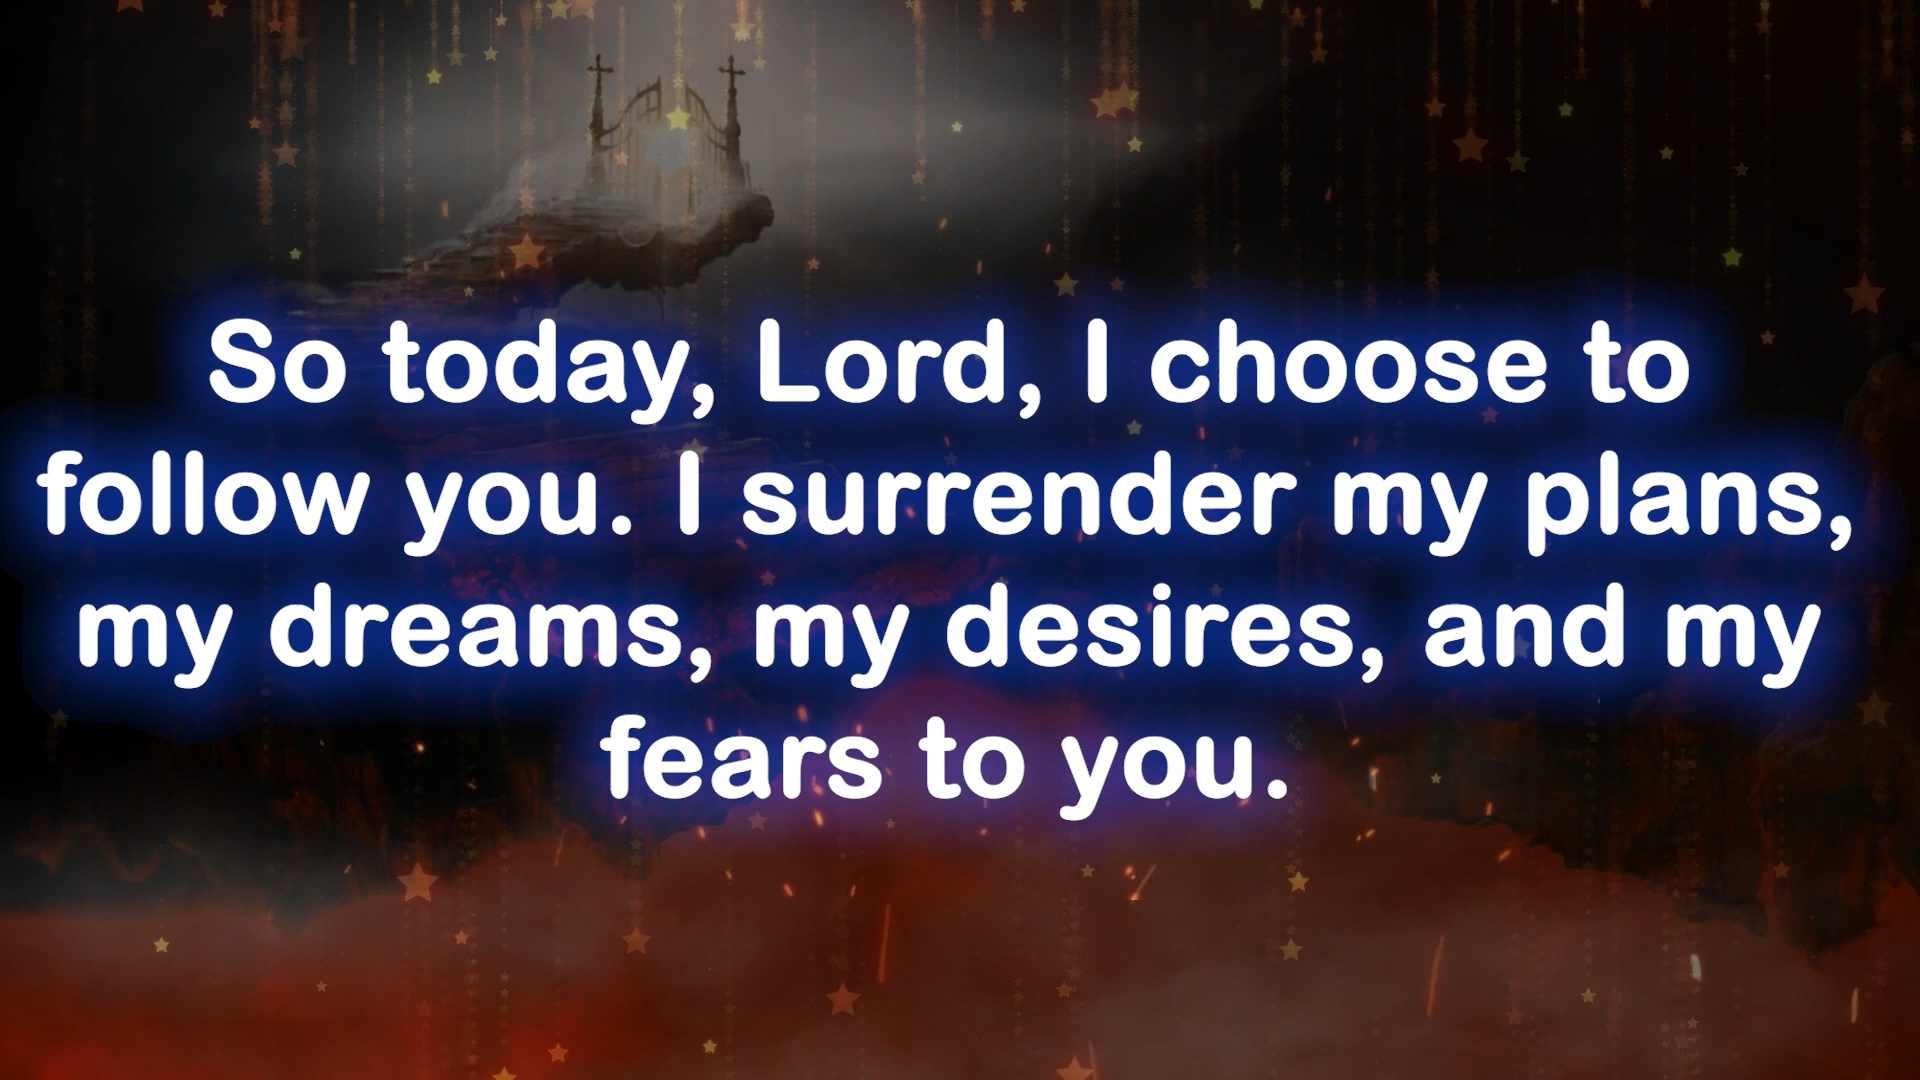 So today, Lord, I choose to
follow you. I surrender my plans,
my dreams, my desires, and my
fears to you.